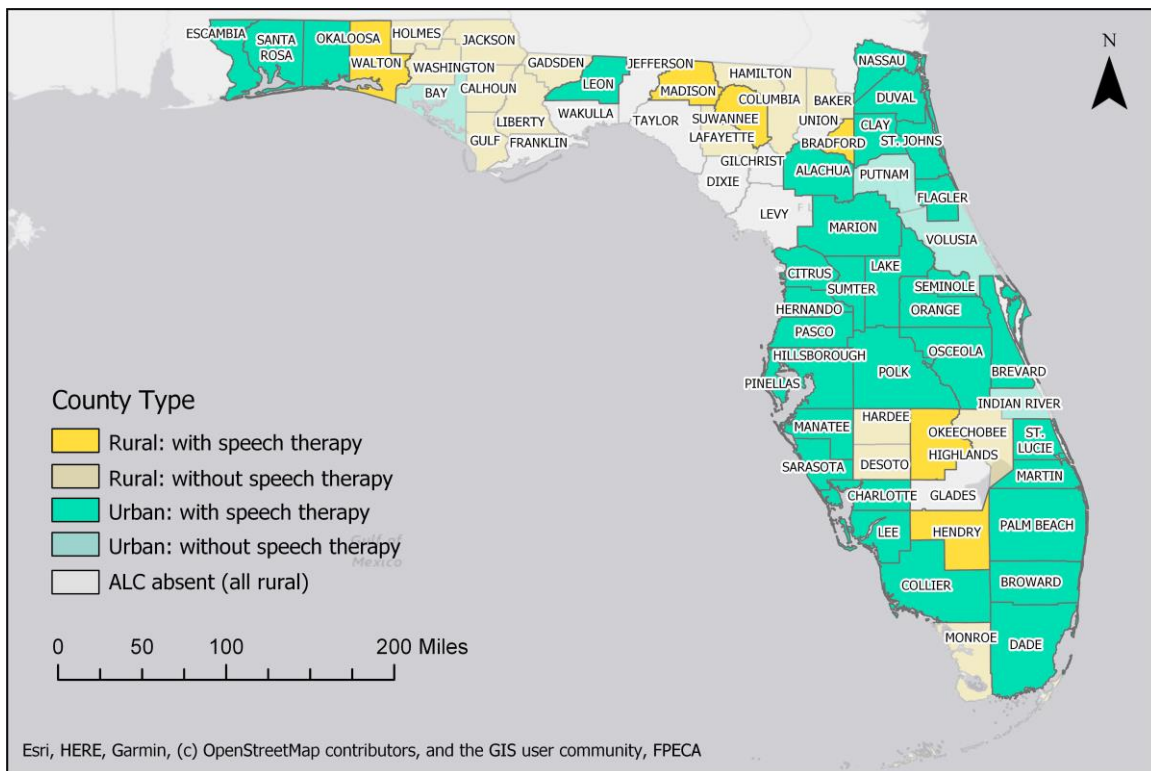 ESCAMBIA
SANTA
ROSA
OKALOOSA
WALTON
HOLMES
JACKSON
WASHINGTON
BAY
CALHOUN
GADSDEN
LIBERTY
GULF
FRANKLIN
LEON
WAKULLA
JEFFERSON
MADISON
TAYLOR
HAMILTON
SUWANNEE
LAFAYETTE
COLUMBIA
BAKER
UNION
BRADFORD
GILCHRIST
DIXIE
LEVY
ALACHUA
NASSAU
DUVAL
CLAY
ST. JOHNS
PUTNAM
FLAGLER
VOLUSIA
MARION
CITRUS
LAKE
SUMTER
SEMINOLE
HERNANDO
ORANGE
PASCO
HILLSBOROUGH
OSCEOLA
POLK
BREVARD
PINELLAS
INDIAN RIVER
HARDEE
MANATEE
OKEECHOBEE
ST.
LUCIE
HIGHLANDS
SARASOTA
DESOTO
MARTIN
CHARLOTTE
GLADES
LEE
HENDRY
PALM BEACH
COLLIER
BROWARD
MONROE
DADE
N
County Type
Rural: with speech therapy
Rural: without speech therapy
Urban: with speech therapy
Urban: without speech therapy
ALC absent (all rural)
Gulf of
Mexico
0 50 100 200 Miles
Esri, HERE, Garmin, (c) OpenStreetMap contributors, and the GIS user community, FPECA